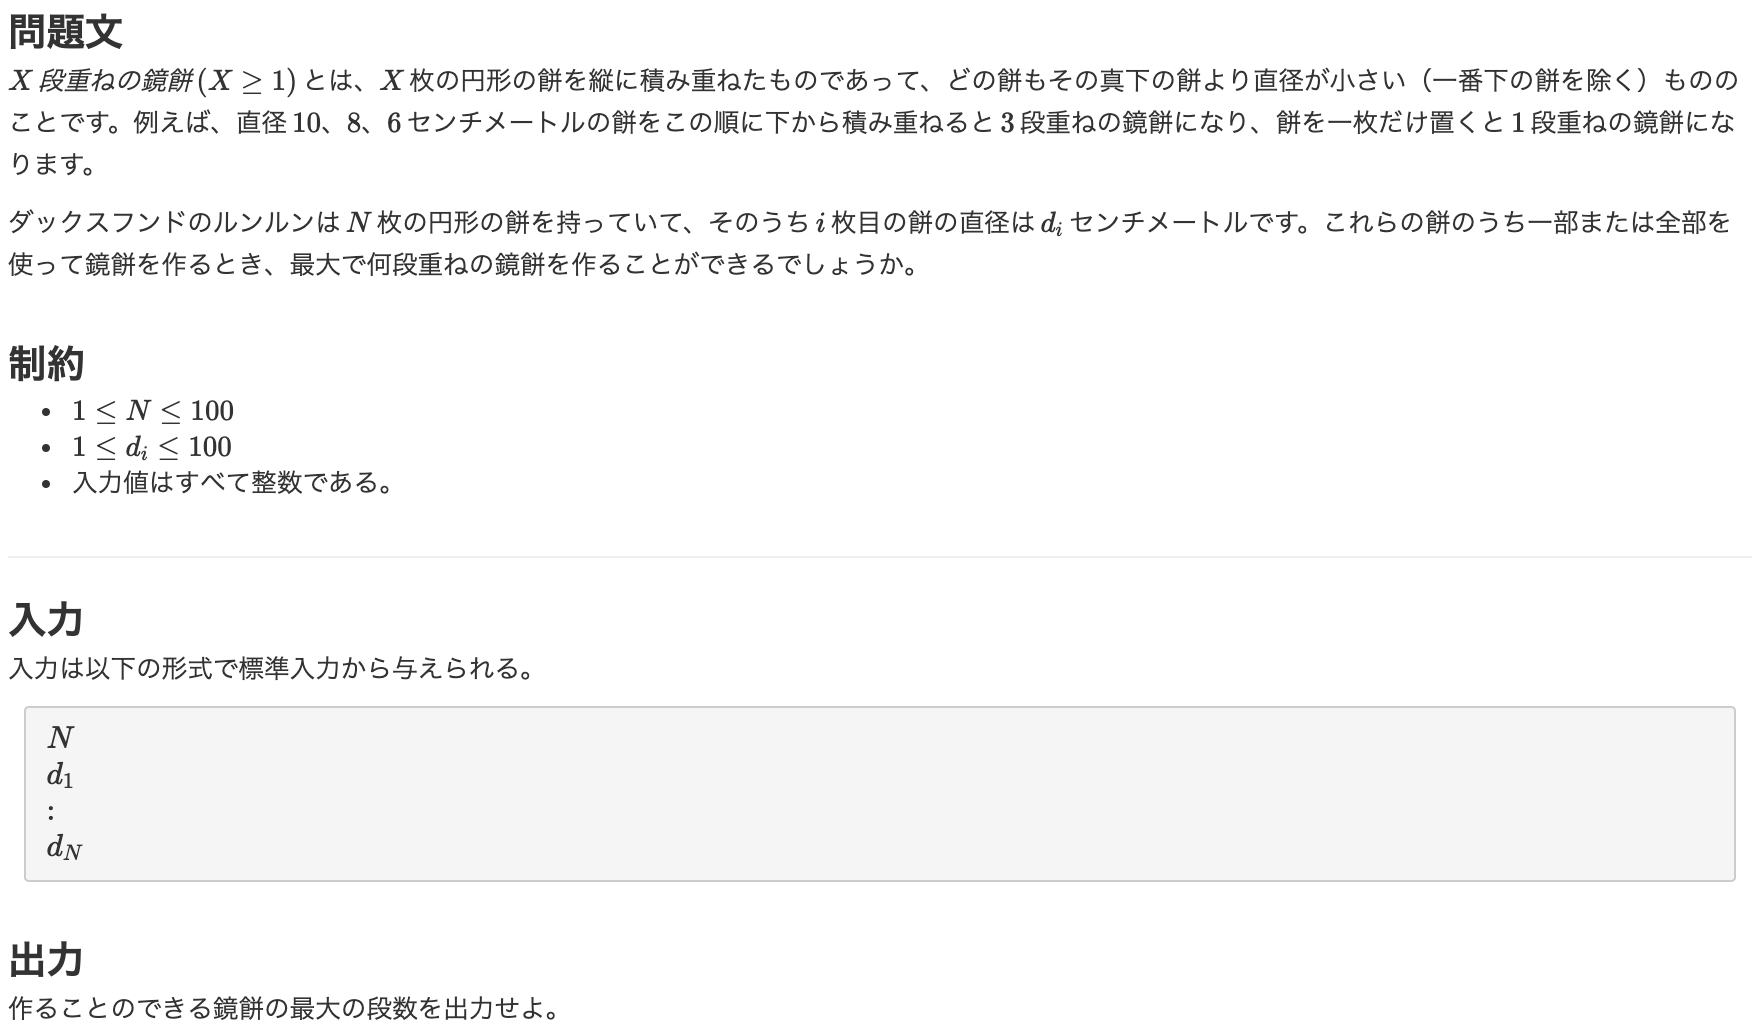 問題文
X 段重ねの鏡餅 (X ≥ 1) とは、X 枚の円形の餅を縦に積み重ねたものであって、どの餅もその真下の餅より直径が小さい（一番下の餅を除く）ものの
ことです。例えば、直径 10、8、6 センチメートルの餅をこの順に下から積み重ねると 3 段重ねの鏡餅になり、餅を一枚だけ置くと 1 段重ねの鏡餅にな
ります。
ダックスフンドのルンルンは N 枚の円形の餅を持っていて、そのうち i 枚目の餅の直径は dᵢ センチメートルです。これらの餅のうち一部または全部を
使って鏡餅を作るとき、最大で何段重ねの鏡餅を作ることができるでしょうか。
制約
• 1 ≤ N ≤ 100
• 1 ≤ dᵢ ≤ 100
• 入力値はすべて整数である。
入力
入力は以下の形式で標準入力から与えられる。
N
d₁
:
d_N
出力
作ることのできる鏡餅の最大の段数を出力せよ。